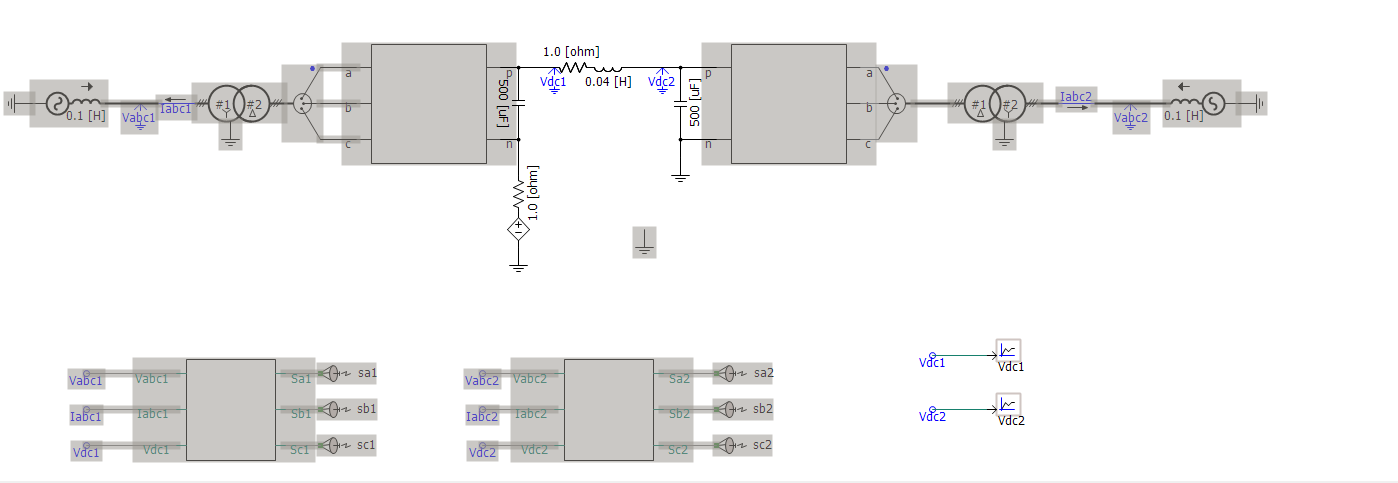 1.0 [ohm]
a
p
Vdc1
0.04 [H]
Vdc2
p
a
#1
#2
0.1 [H]
Iabc1
Vabc1
b
500 [uF]
500 [uF]
b
#1
#2
Iabc2
Vabc2
0.1 [H]
c
n
n
c
1.0 [ohm]
Vabc1
Vabc1
Sa1
sa1
Iabc1
Iabc1
Sb1
sb1
Vdc1
Vdc1
Sc1
sc1
Vabc2
Vabc2
Sa2
sa2
Iabc2
Iabc2
Sb2
sb2
Vdc2
Vdc2
Sc2
sc2
Vdc1
Vdc1
Vdc2
Vdc2